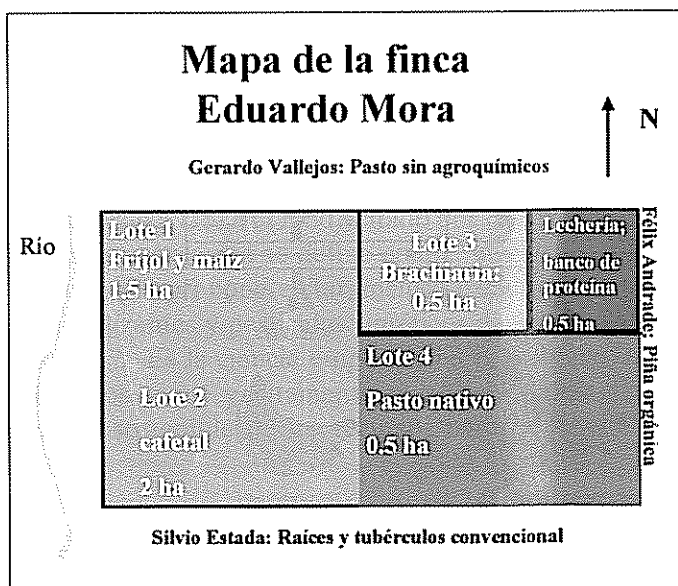 Mapa de la finca
Eduardo Mora
N
Gerardo Vallejos: Pasto sin agroquímicos
Río
Lote 1
Frijol y maíz
1.5 ha
Lote 2
cafetal
2 ha
Lote 3
Brachiaria:
0.5 ha
Lechería;
banco de
proteína
0.5 ha
Lote 4
Pasto nativo
0.5 ha
Félix Andrade: Piña orgánica
Silvio Estada: Raíces y tubérculos convencional